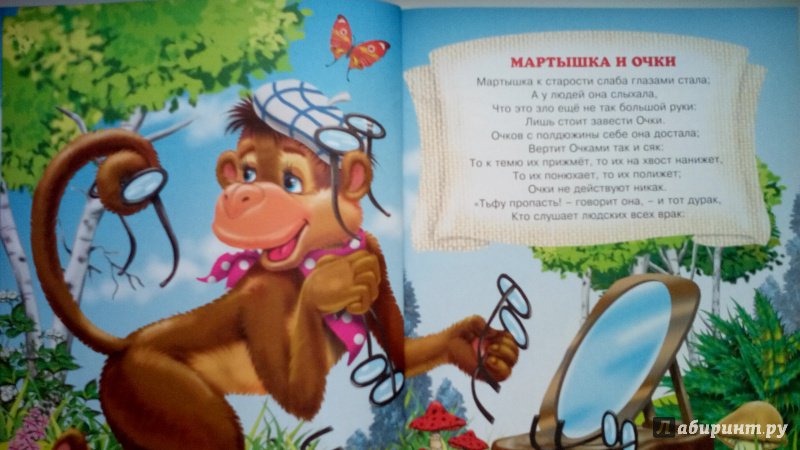 МАРТЫШКА И ОЧКИ
Мартышка к старости слаба глазами стала;
А у людей она слыхала,
Что это зло ещё не так большой руки:
Лишь стоит завести Очки.
Очков с полдюжины себе она достала;
Вертит Очками так и сяк:
То к темю их прижмёт, то их на хвост нанижет,
То их понюхает, то их полижет;
Очки не действуют никак.
«Тьфу пропасть! – говорит она, – и тот дурак,
Кто слушает людских всех врак:
Лабиринт.ру